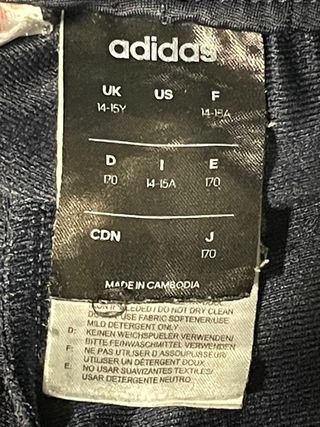 adidas
UK US F
14-15Y 14-15A
D I E
170 14-15A 170
CDN J
170
MADE IN CAMBODIA
DO NOT DRY CLEAN
USE FABRIC SOFTENER/USE
MILD DETERGENT ONLY
D: KEINEN WEICHSPUELER VERWENDEN/
BITTE FEINWASCHMITTEL VERWENDEN
F: NE PAS UTILISER D'ASSOUPLISSEUR/
UTILISER UN DÉTERGENT DOUX
E: NO USAR SUAVIZANTES TEXTILES/
USAR DETERGENTE NEUTRO